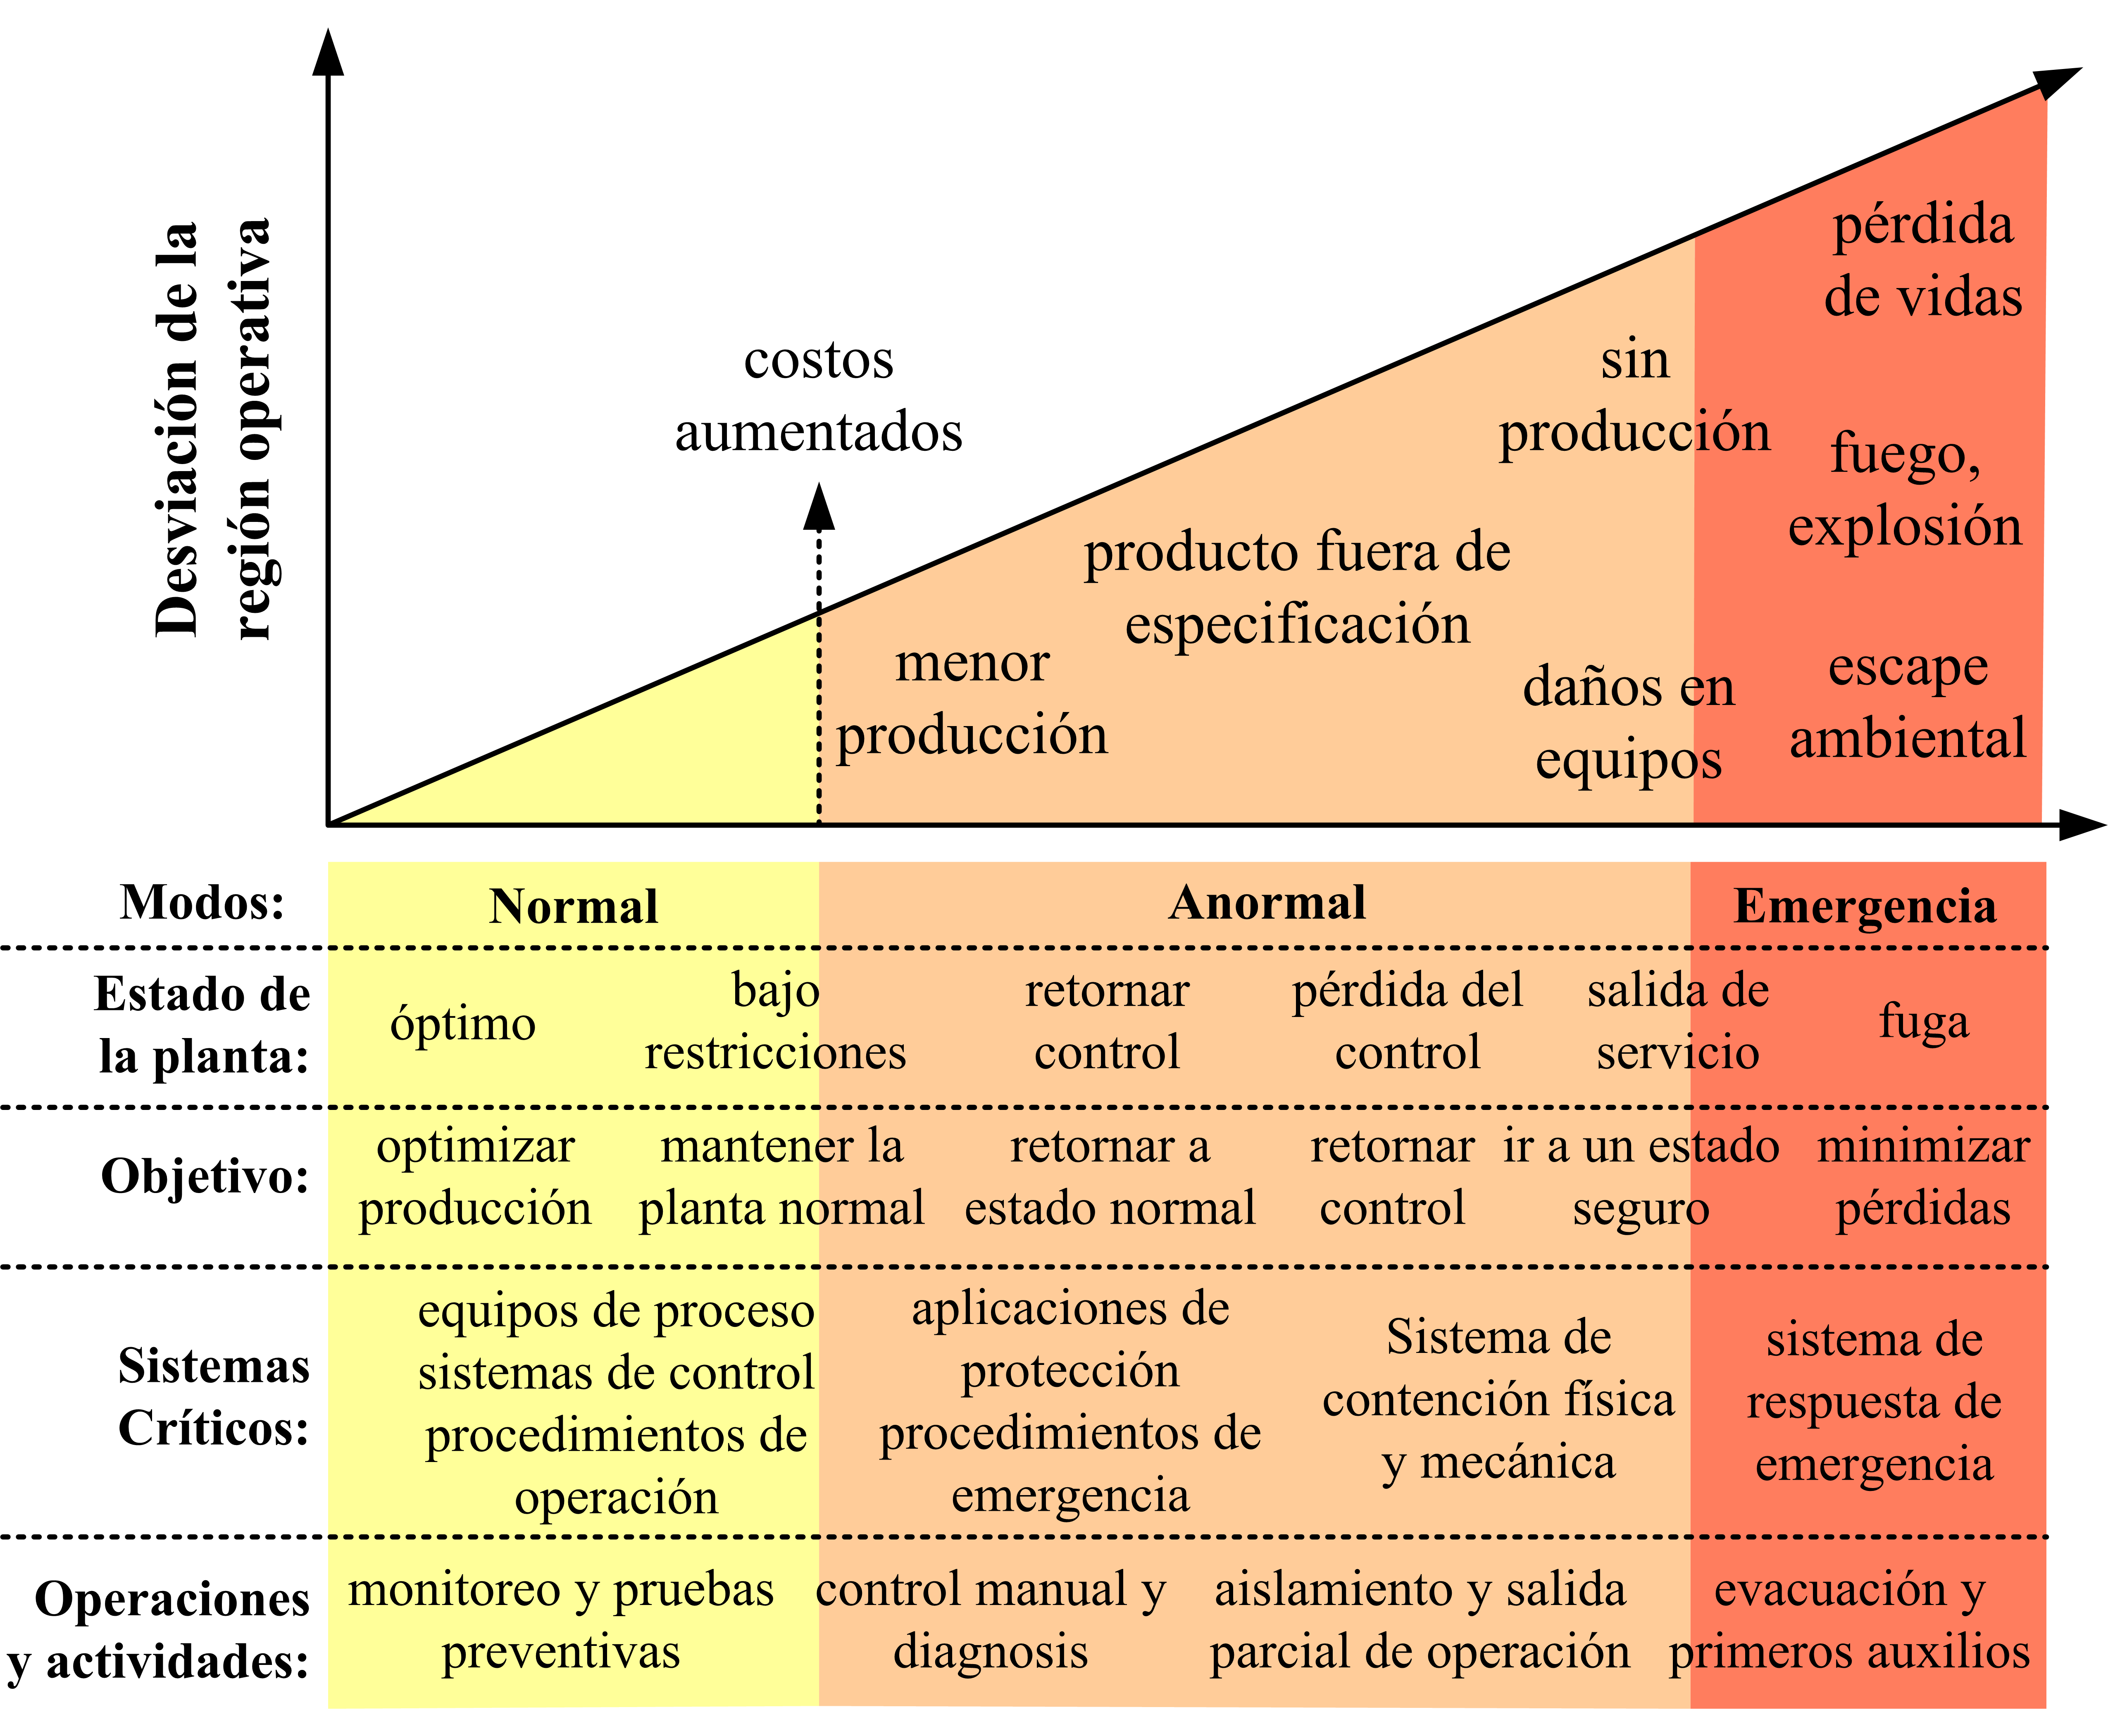 Desviación de la
región operativa
costos
aumentados
menor
producción
producto fuera de
especificación
sin
producción
daños en
equipos
pérdida
de vidas
fuego,
explosión
escape
ambiental
Modos:
Normal
Anormal
Emergencia
Estado de
la planta:
óptimo
bajo
restricciones
retornar
control
pérdida del
control
salida de
servicio
fuga
Objetivo:
optimizar
producción
mantener la
planta normal
retornar a
estado normal
retornar
control
ir a un estado
seguro
minimizar
pérdidas
Sistemas
Críticos:
equipos de proceso
sistemas de control
procedimientos de
operación
aplicaciones de
protección
procedimientos de
emergencia
Sistema de
contención física
y mecánica
sistema de
respuesta de
emergencia
Operaciones
y actividades:
monitoreo y pruebas
preventivas
control manual y
diagnosis
aislamiento y salida
parcial de operación
evacuación y
primeros auxilios